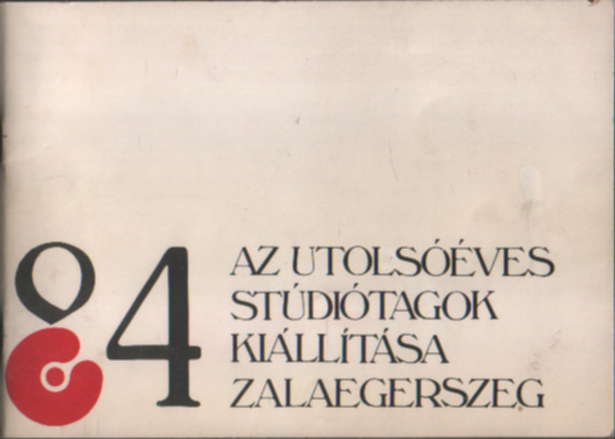 84
AZ UTOLSÓÉVES
STÚDIÓTAGOK
KIÁLLÍTÁSA
ZALAEGERSZEG